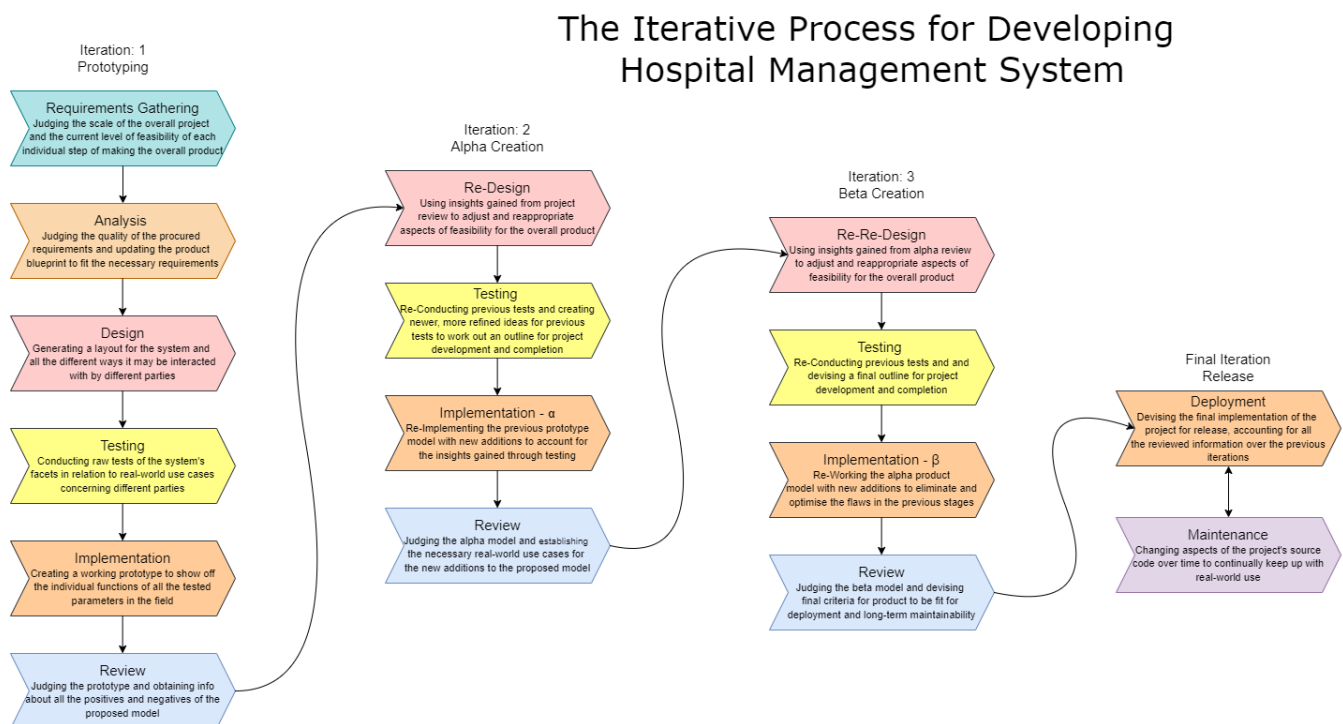 The Iterative Process for Developing
Hospital Management System
Iteration: 1
Prototyping
Requirements Gathering
Judging the scale of the overall project
and the current level of feasibility of each
individual step of making the overall product
Analysis
Judging the quality of the procured
requirements and updating the product
blueprint to fit the necessary requirements
Design
Generating a layout for the system and
all the different ways it may be interacted
with by different parties
Testing
Conducting raw tests of the system's
facets in relation to real-world use cases
concerning different parties
Implementation
Creating a working prototype to show off
the individual functions of all the tested
parameters in the field
Review
Judging the prototype and obtaining info
about all the positives and negatives of the
proposed model
Iteration: 2
Alpha Creation
Re-Design
Using insights gained from project
review to adjust and reappropriate
aspects of feasibility for the overall product
Testing
Re-Conducting previous tests and creating
newer, more refined ideas for previous
tests to work out an outline for project
development and completion
Implementation - α
Re-Implementing the previous prototype
model with new additions to account for
the insights gained through testing
Review
Judging the alpha model and establishing
the necessary real-world use cases for
the new additions to the proposed model
Iteration: 3
Beta Creation
Re-Re-Design
Using insights gained from alpha review
to adjust and reappropriate aspects of
feasibility for the overall product
Testing
Re-Conducting previous tests and and
devising a final outline for project
development and completion
Implementation - β
Re-Working the alpha product
model with new additions to eliminate and
optimise the flaws in the previous stages
Review
Judging the beta model and devising
final criteria for product to be fit for
deployment and long-term maintainability
Final Iteration
Release
Deployment
Devising the final implementation of the
project for release, accounting for all
the reviewed information over the previous
iterations
Maintenance
Changing aspects of the project's source
code over time to continually keep up with
real-world use